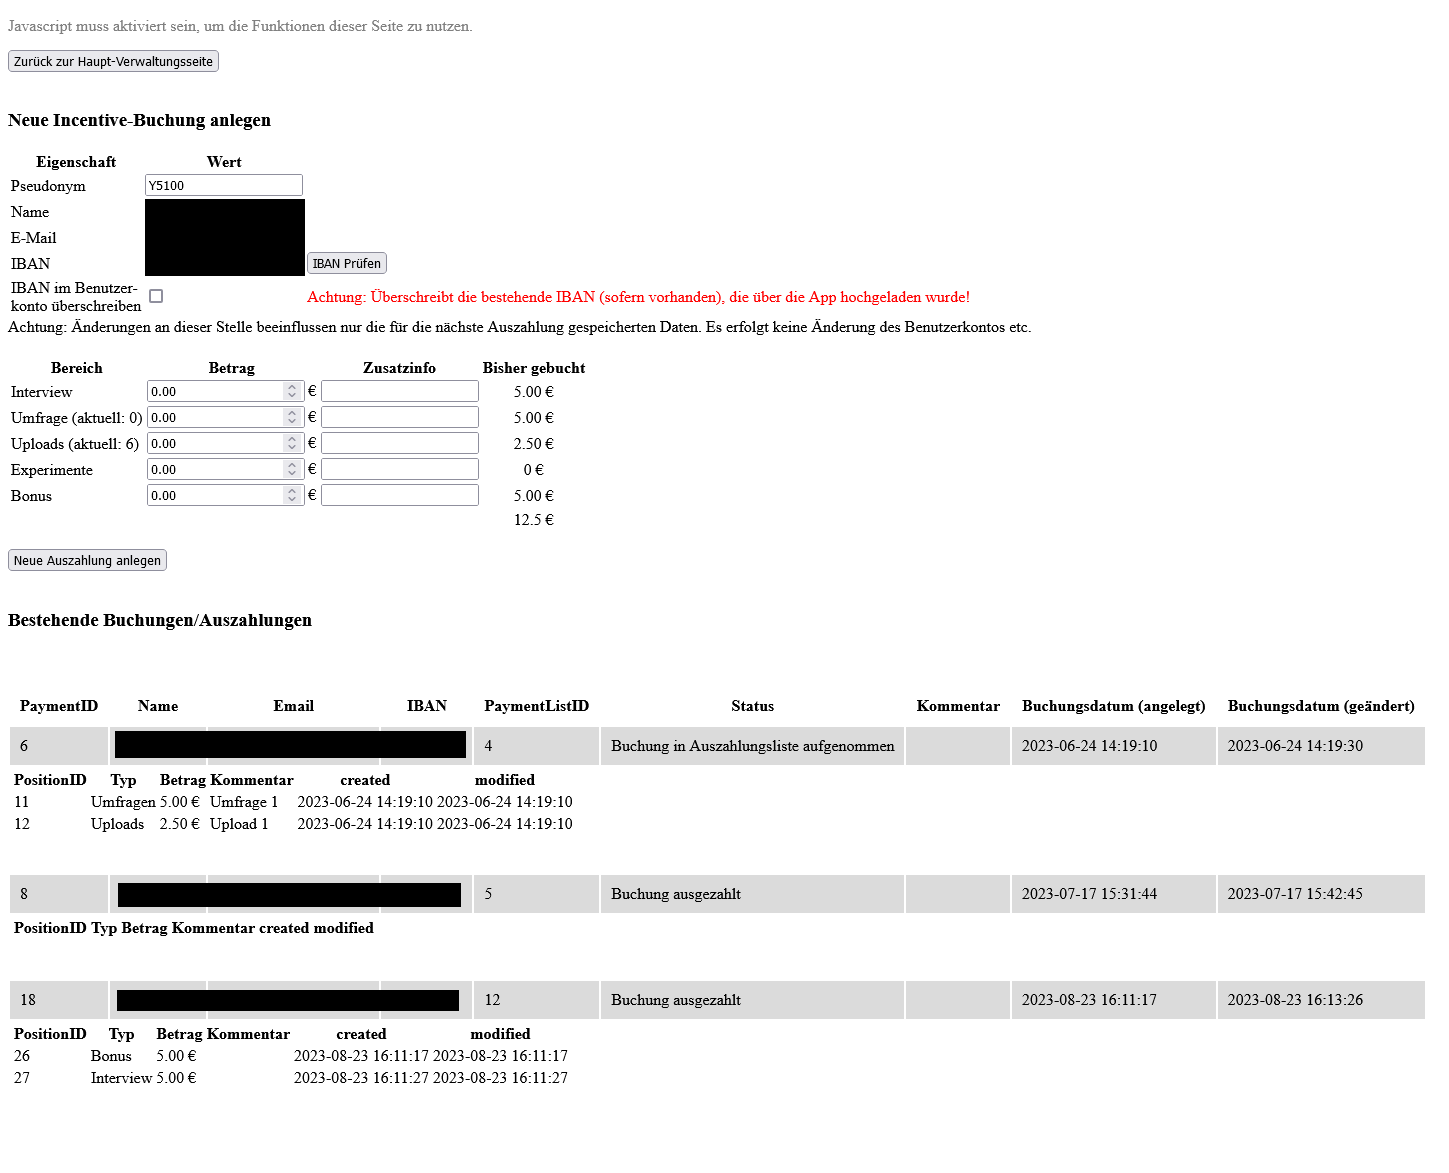 Javascript muss aktiviert sein, um die Funktionen dieser Seite zu nutzen.
Zurück zur Haupt-Verwaltungsseite
Neue Incentive-Buchung anlegen
Eigenschaft Wert
Pseudonym Y5100
Name
E-Mail
IBAN IBAN Prüfen
IBAN im Benutzer-
konto überschreiben Achtung: Überschreibt die bestehende IBAN (sofern vorhanden), die über die App hochgeladen wurde!
Achtung: Änderungen an dieser Stelle beeinflussen nur die für die nächste Auszahlung gespeicherten Daten. Es erfolgt keine Änderung des Benutzerkontos etc.
Bereich Betrag Zusatzinfo Bisher gebucht
Interview 0.00 € 5.00 €
Umfrage (aktuell: 0) 0.00 € 5.00 €
Uploads (aktuell: 6) 0.00 € 2.50 €
Experimente 0.00 € 0 €
Bonus 0.00 € 5.00 €
12.5 €
Neue Auszahlung anlegen
Bestehende Buchungen/Auszahlungen
PaymentID Name Email IBAN PaymentListID Status Kommentar Buchungsdatum (angelegt) Buchungsdatum (geändert)
6 4 Buchung in Auszahlungsliste aufgenommen 2023-06-24 14:19:10 2023-06-24 14:19:30
PositionID Typ Betrag Kommentar created modified
11 Umfragen 5.00 € Umfrage 1 2023-06-24 14:19:10 2023-06-24 14:19:10
12 Uploads 2.50 € Upload 1 2023-06-24 14:19:10 2023-06-24 14:19:10
8 5 Buchung ausgezahlt 2023-07-17 15:31:44 2023-07-17 15:42:45
PositionID Typ Betrag Kommentar created modified
18 12 Buchung ausgezahlt 2023-08-23 16:11:17 2023-08-23 16:13:26
PositionID Typ Betrag Kommentar created modified
26 Bonus 5.00 € 2023-08-23 16:11:17 2023-08-23 16:11:17
27 Interview 5.00 € 2023-08-23 16:11:27 2023-08-23 16:11:27